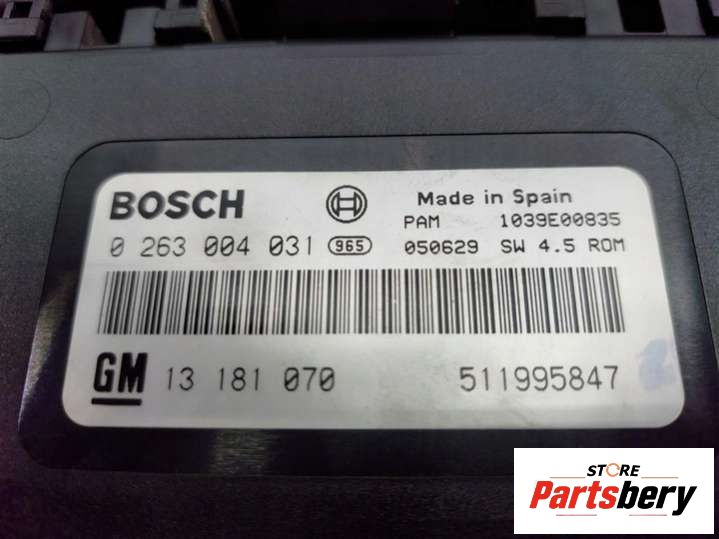 BOSCH
Made in Spain
PAM 1039E00835
0 263 004 031 965
050629 SW 4.5 ROM
GM 13 181 070
511995847
STORE
Partsbery